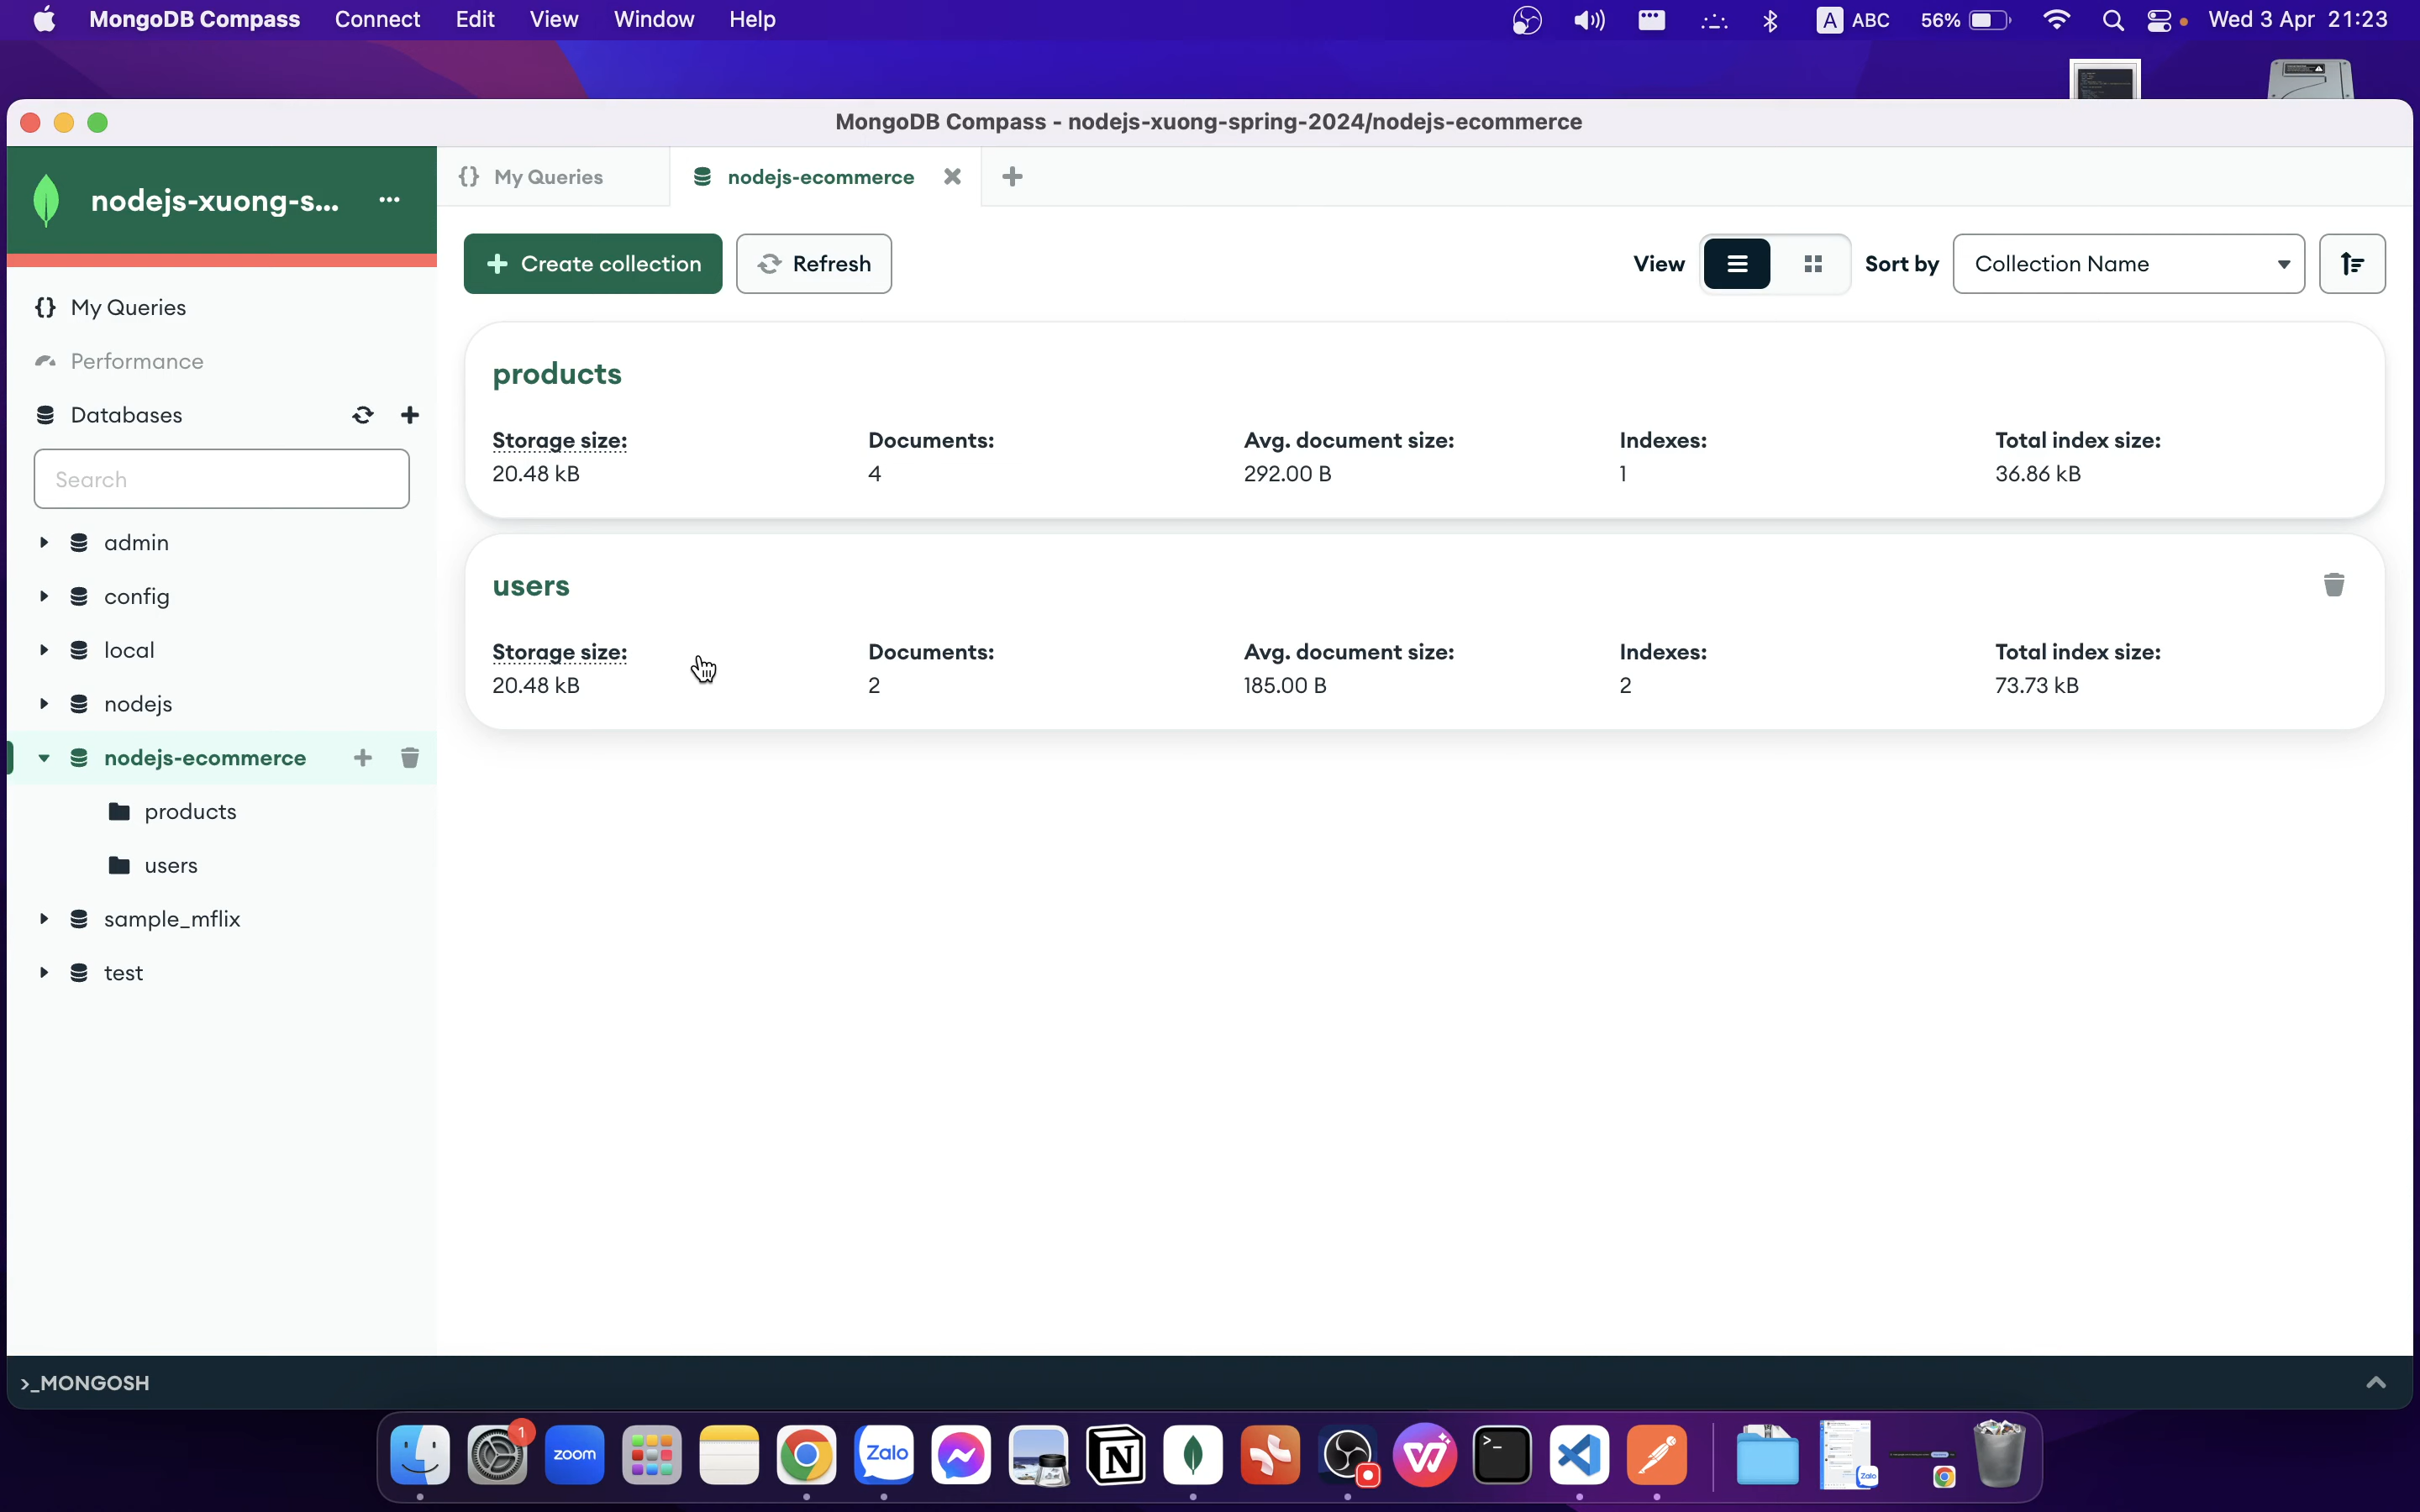 MongoDB Compass Connect Edit View Window Help
A ABC 56% Wed 3 Apr 21:23
MongoDB Compass - nodejs-xuong-spring-2024/nodejs-ecommerce
nodejs-xuong-s... ...
{} My Queries
nodejs-ecommerce
+ Create collection
Refresh
View
Sort by
Collection Name
{} My Queries
Performance
Databases
Search
admin
config
local
nodejs
nodejs-ecommerce
products
users
sample_mflix
test
products
Storage size: Documents: Avg. document size: Indexes: Total index size:
20.48 kB 4 292.00 B 1 36.86 kB
users
Storage size: Documents: Avg. document size: Indexes: Total index size:
20.48 kB 2 185.00 B 2 73.73 kB
>_MONGOSH
1
zoom
Zalo
N
>_
Zalo